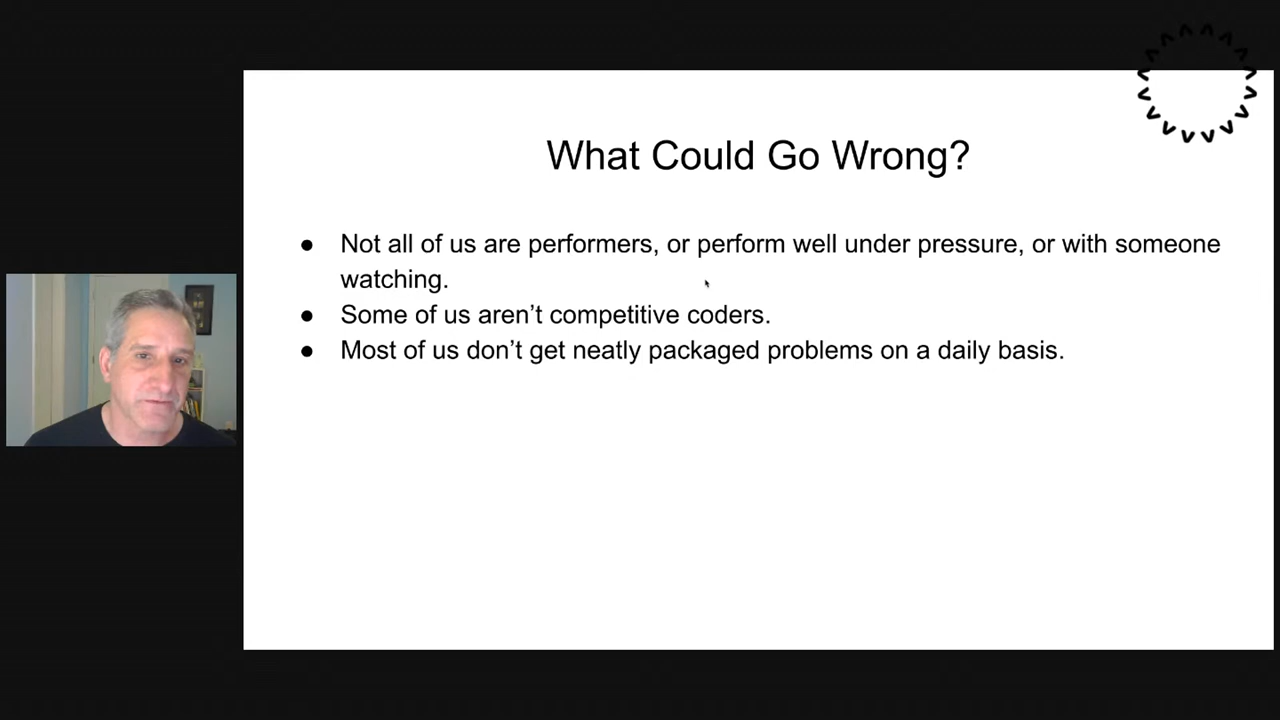 What Could Go Wrong?
● Not all of us are performers, or perform well under pressure, or with someone
watching.
● Some of us aren’t competitive coders.
● Most of us don’t get neatly packaged problems on a daily basis.